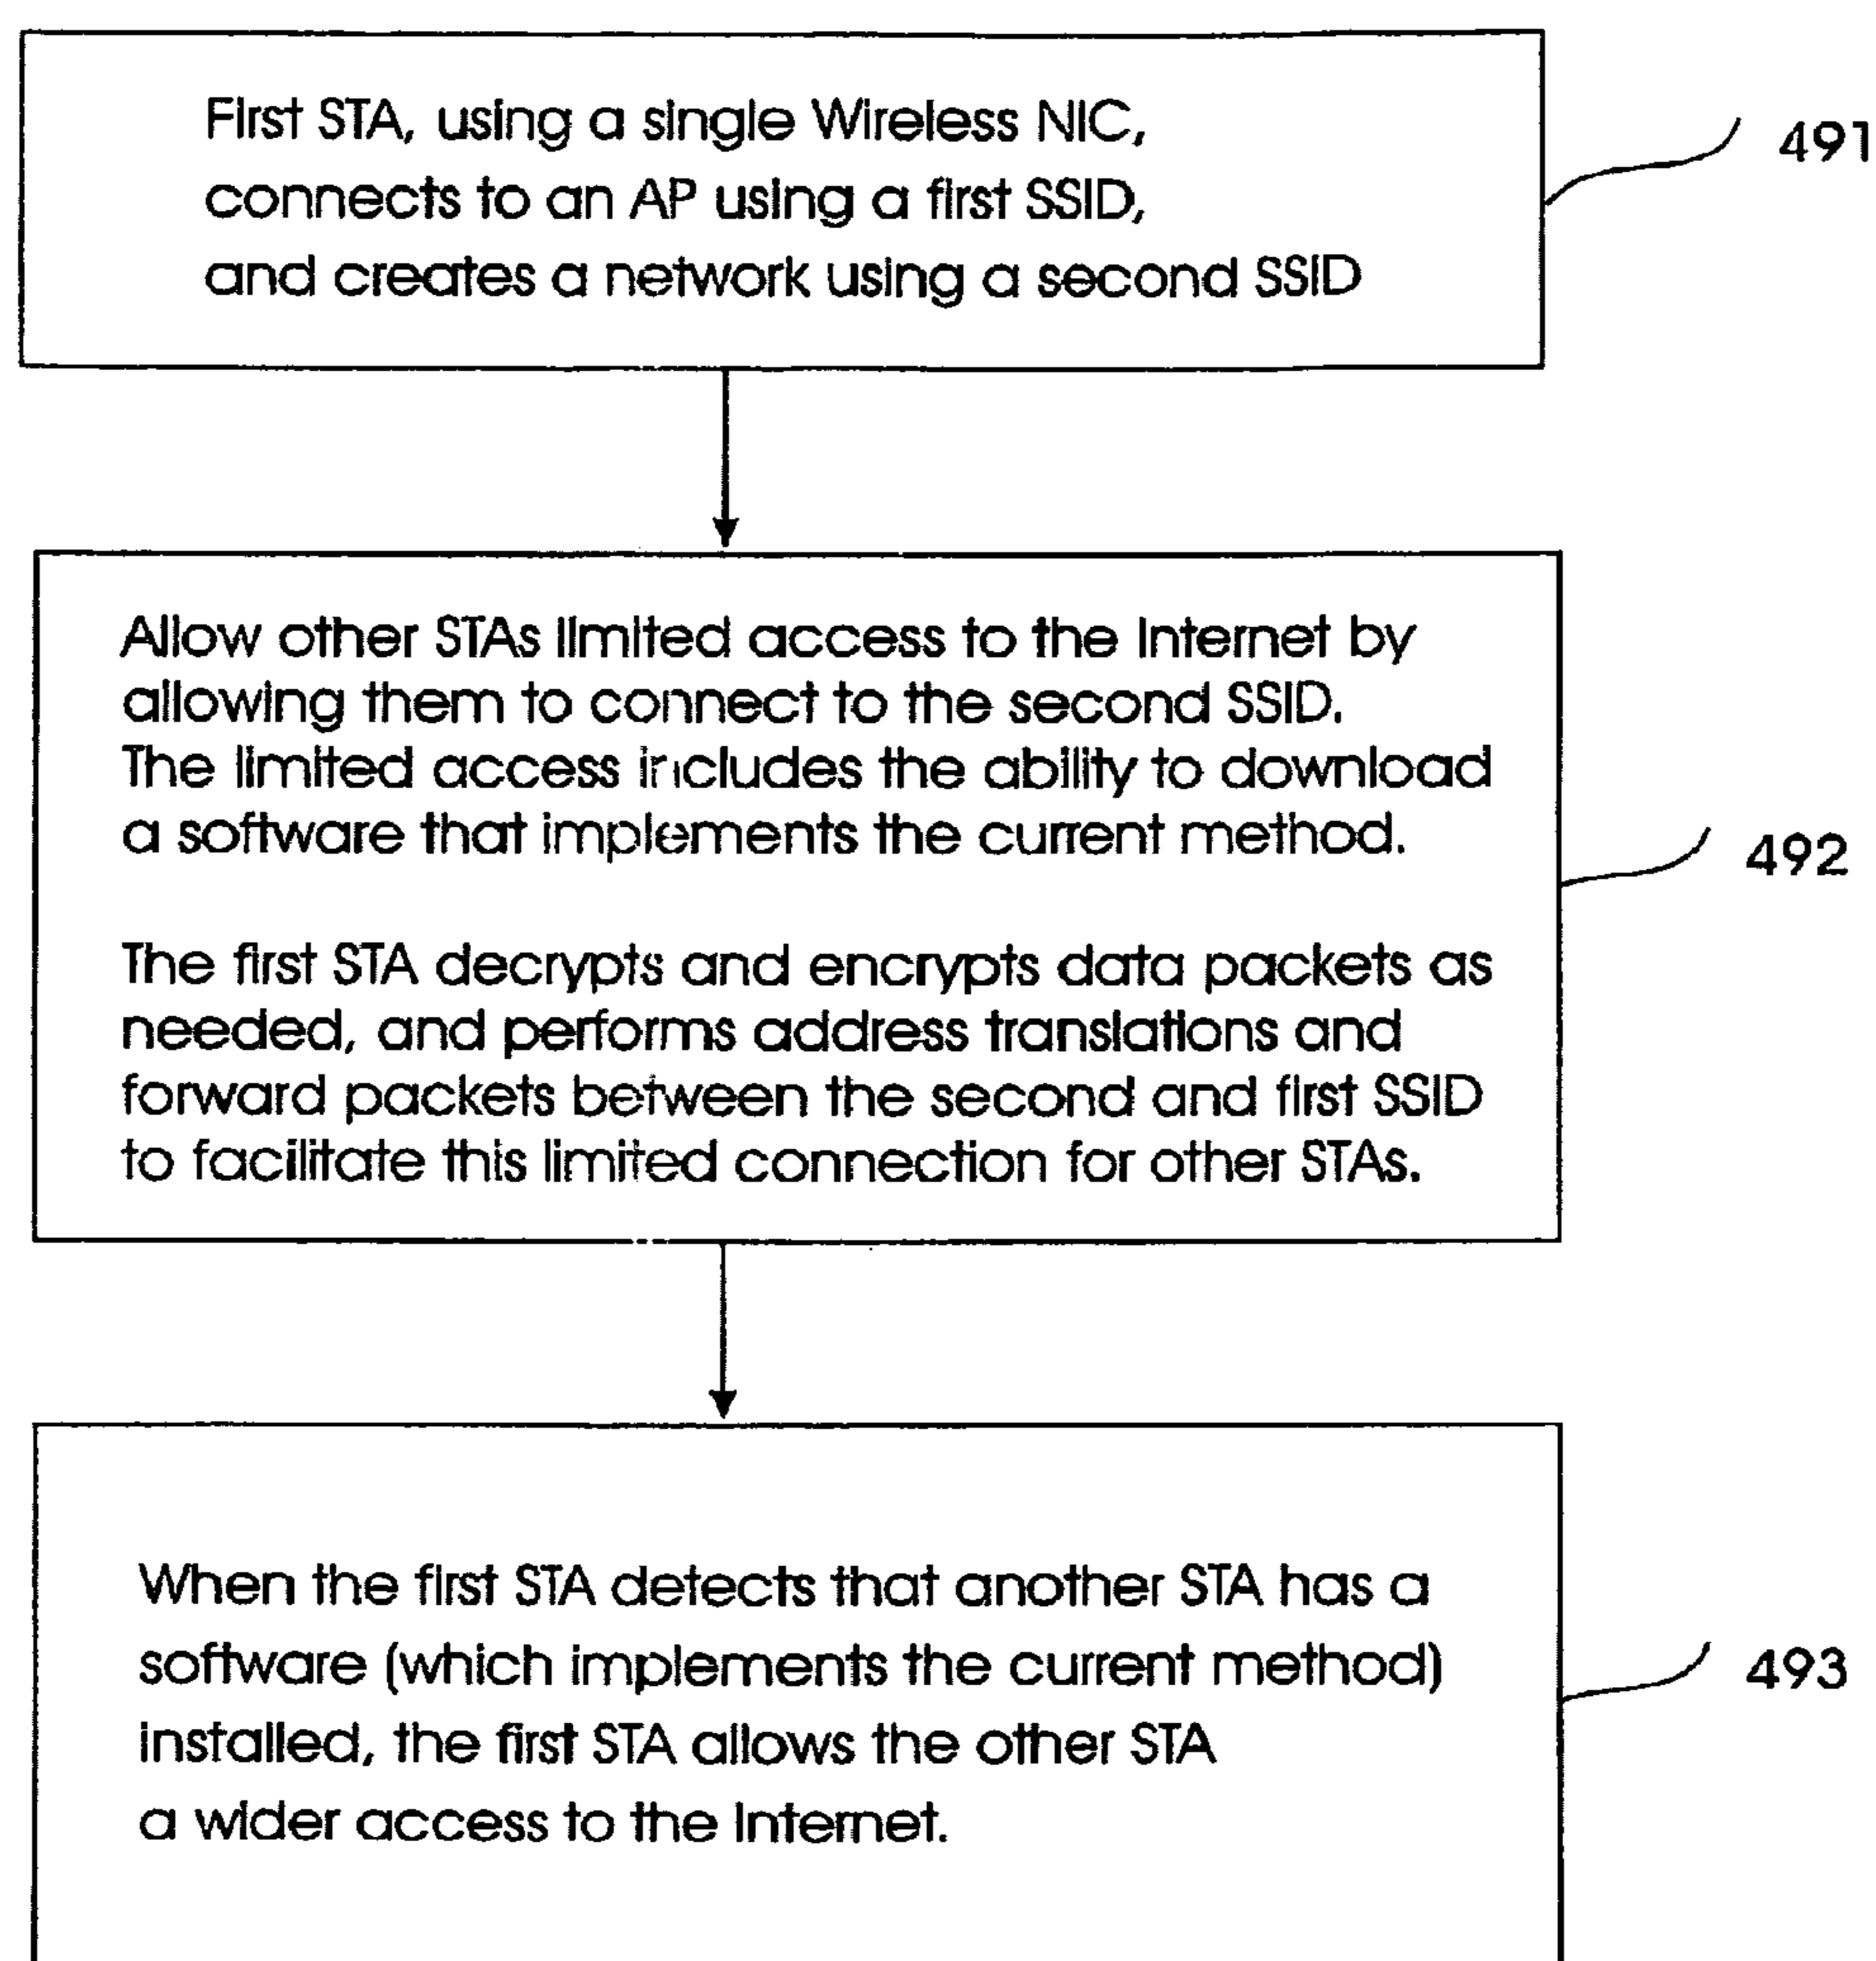 First STA, using a single Wireless NIC,
connects to an AP using a first SSID,
and creates a network using a second SSID
491
Allow other STAs limited access to the Internet by
allowing them to connect to the second SSID.
The limited access includes the ability to download
a software that implements the current method.
The first STA decrypts and encrypts data packets as
needed, and performs address translations and
forward packets between the second and first SSID
to facilitate this limited connection for other STAs.
492
When the first STA detects that another STA has a
software (which implements the current method)
installed, the first STA allows the other STA
a wider access to the Internet.
493